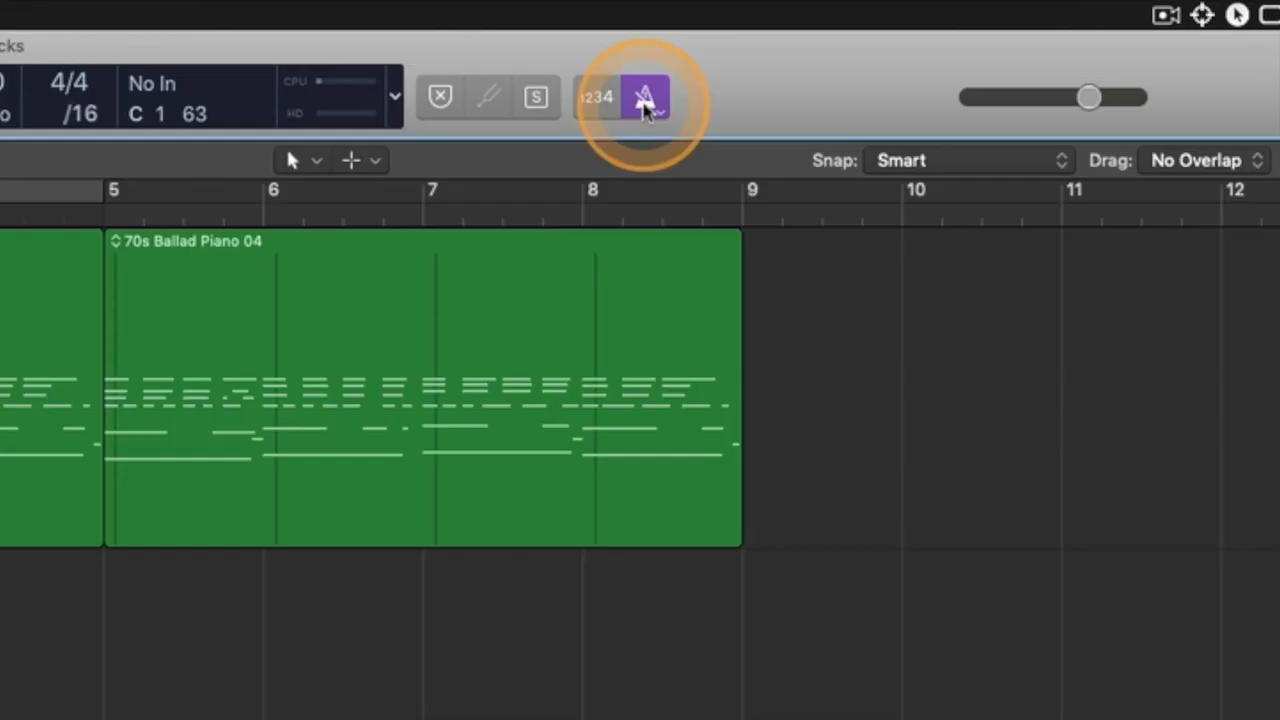 cks
4/4
/16
No In
C 1 63
CPU
HD
S
1234
Snap: Smart
Drag: No Overlap
5 6 7 8 9 10 11 12
70s Ballad Piano 04